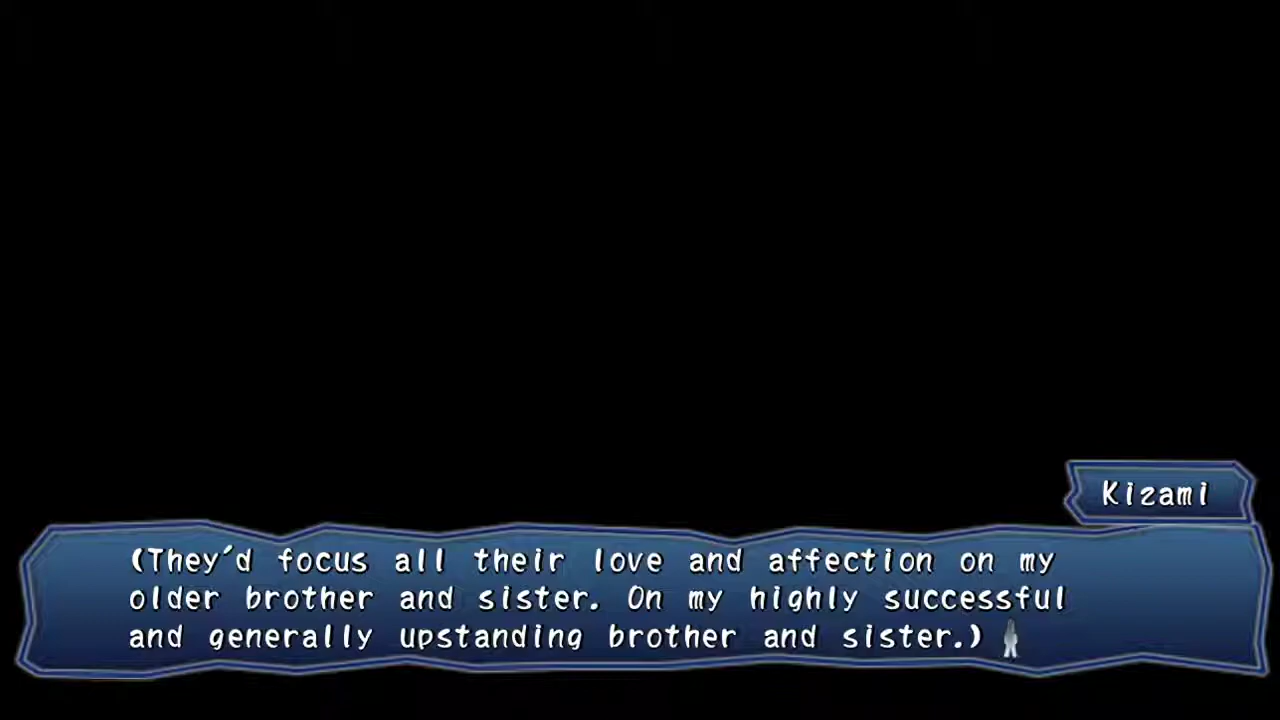 Kizami
(They'd focus all their love and affection on my
older brother and sister. On my highly successful
and generally upstanding brother and sister.)